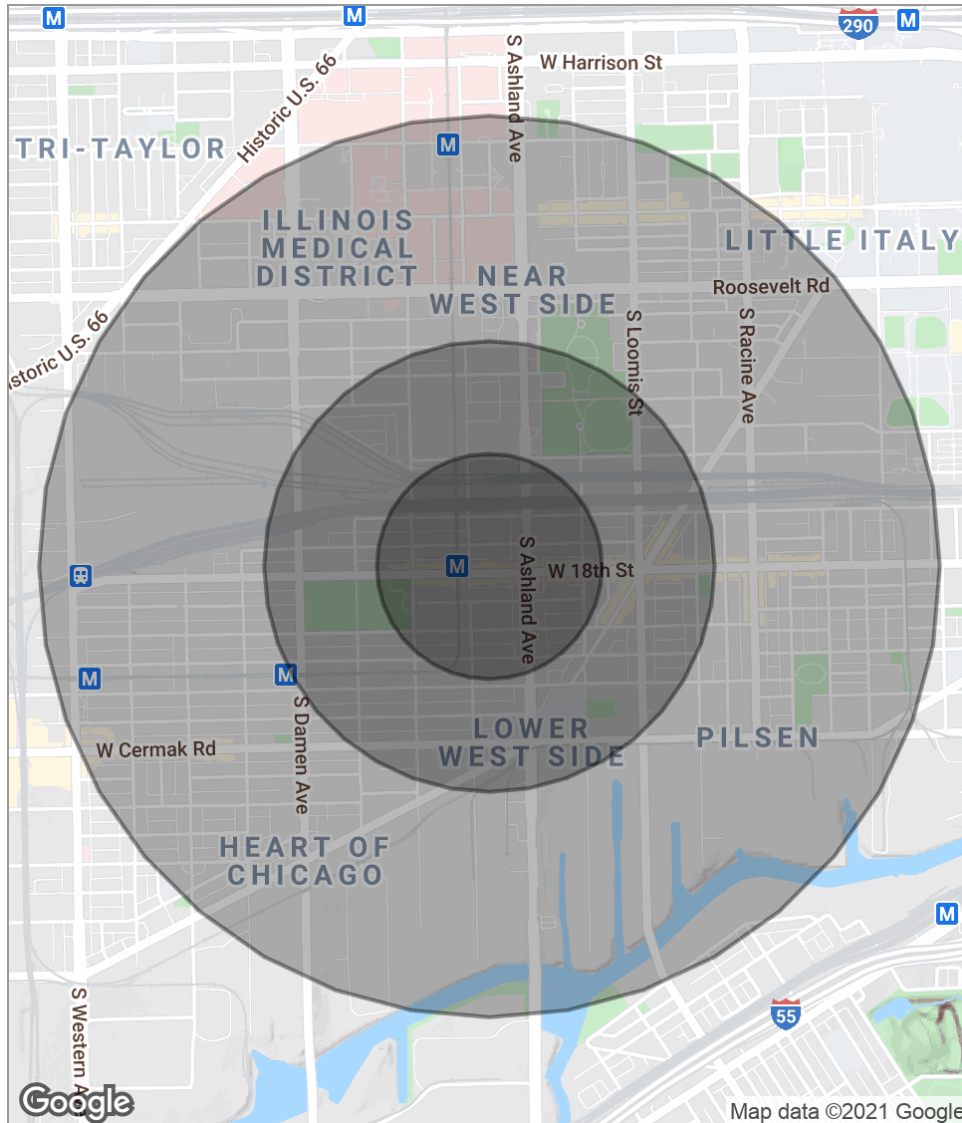 M
M
290
M
S Ashland Ave
W Harrison St
Historic U.S. 66
TRI-TAYLOR
M
ILLINOIS
MEDICAL
DISTRICT
LITTLE ITALY
NEAR
WEST SIDE
Roosevelt Rd
S Loomis St
S Racine Ave
istoric U.S. 66
S Ashland Ave
M
W 18th St
M
M
S Damen Ave
LOWER
WEST SIDE
PILSEN
W Cermak Rd
HEART OF
CHICAGO
M
S Western Ave
55
Google
Map data ©2021 Google